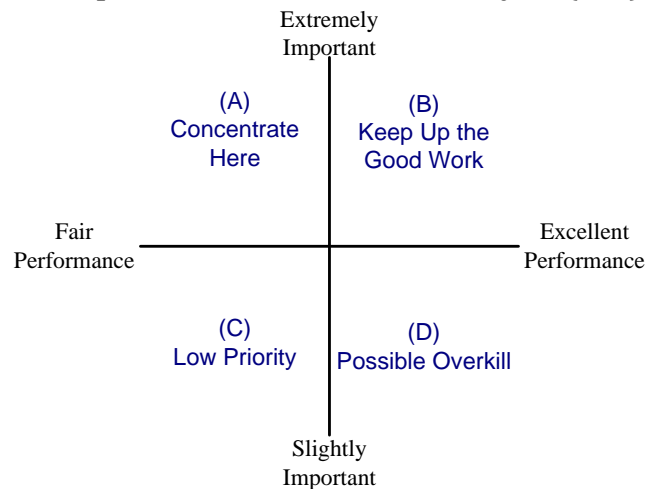 Extremely
Important
(A)
Concentrate
Here
(B)
Keep Up the
Good Work
Fair
Performance
Excellent
Performance
(C)
Low Priority
(D)
Possible Overkill
Slightly
Important